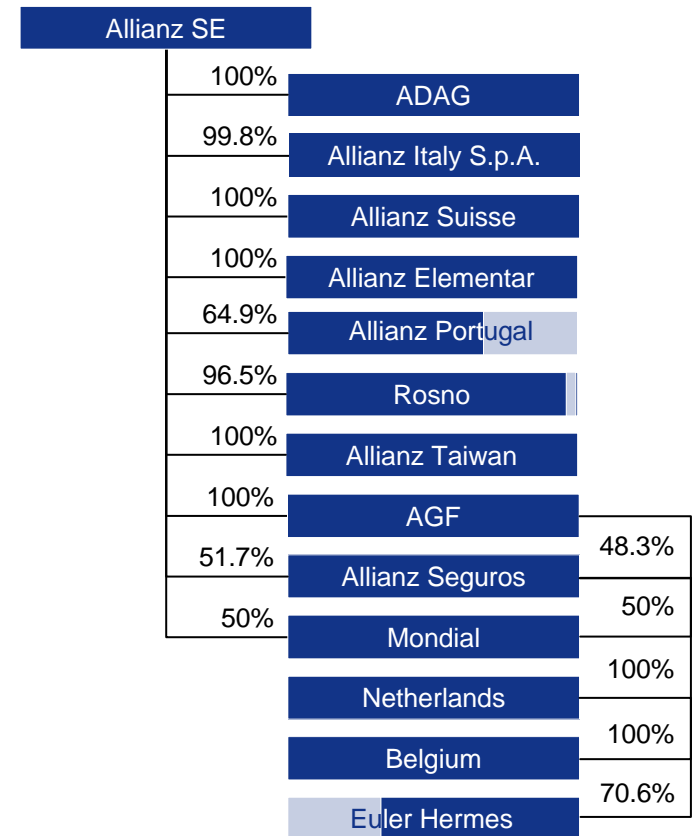 Allianz SE
100%
ADAG
99.8%
Allianz Italy S.p.A.
100%
Allianz Suisse
100%
Allianz Elementar
64.9%
Allianz Portugal
96.5%
Rosno
100%
Allianz Taiwan
100%
AGF
48.3%
51.7%
Allianz Seguros
50%
50%
Mondial
100%
Netherlands
100%
Belgium
70.6%
Euler Hermes